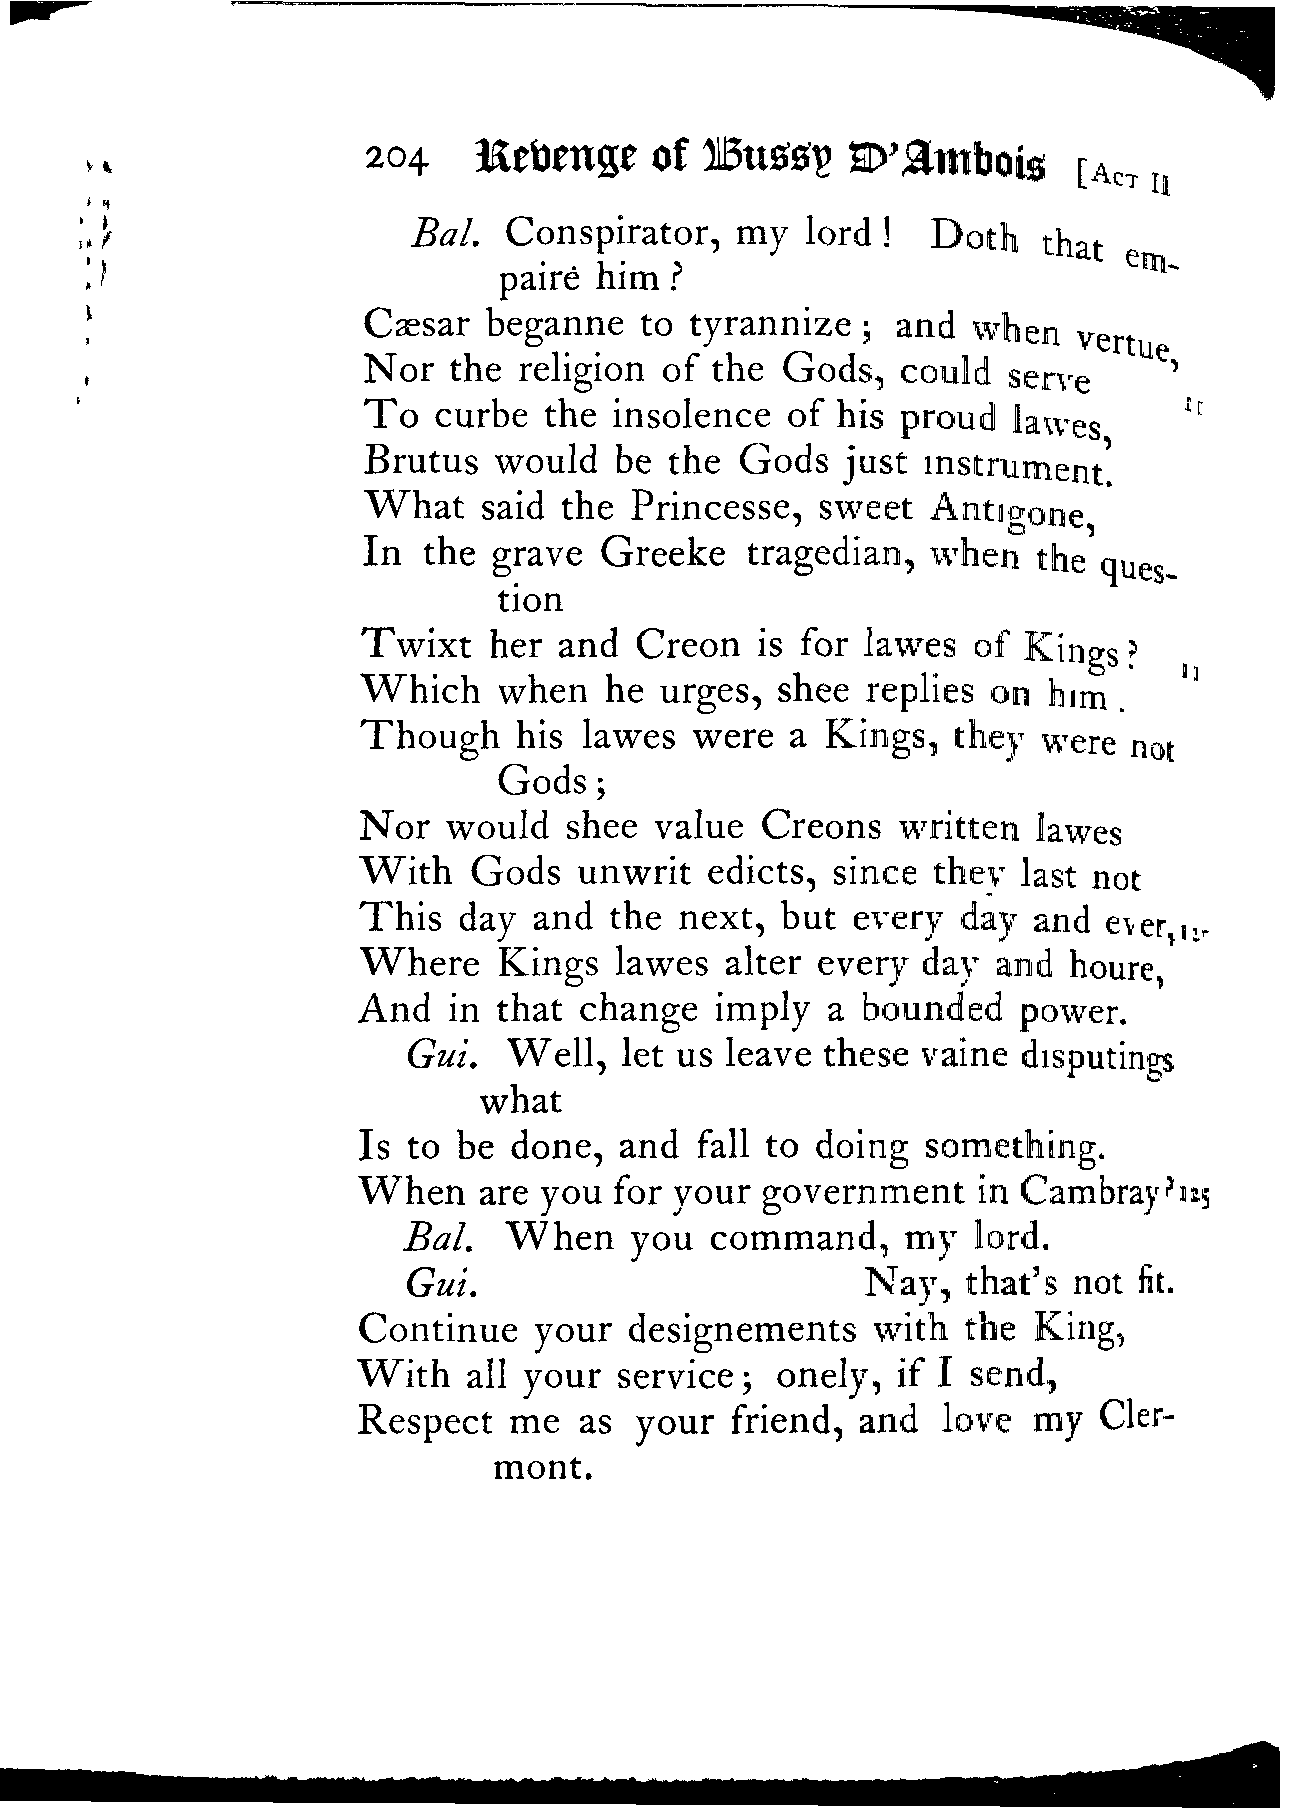 204 Revenge of Bussy D'Ambois [ACT II
Bal. Conspirator, my lord! Doth that em-
paire him?
Cæsar beganne to tyrannize; and when vertue,
Nor the religion of the Gods, could serve
To curbe the insolence of his proud lawes,
Brutus would be the Gods just instrument.
What said the Princesse, sweet Antigone,
In the grave Greeke tragedian, when the ques-
tion
Twixt her and Creon is for lawes of Kings?
Which when he urges, shee replies on him.
Though his lawes were a Kings, they were not
Gods;
Nor would shee value Creons written lawes
With Gods unwrit edicts, since they last not
This day and the next, but every day and ever,
Where Kings lawes alter every day and houre,
And in that change imply a bounded power.
Gui. Well, let us leave these vaine disputings
what
Is to be done, and fall to doing something.
When are you for your government in Cambray? 125
Bal. When you command, my lord.
Gui. Nay, that's not fit.
Continue your designements with the King,
With all your service; onely, if I send,
Respect me as your friend, and love my Cler-
mont.